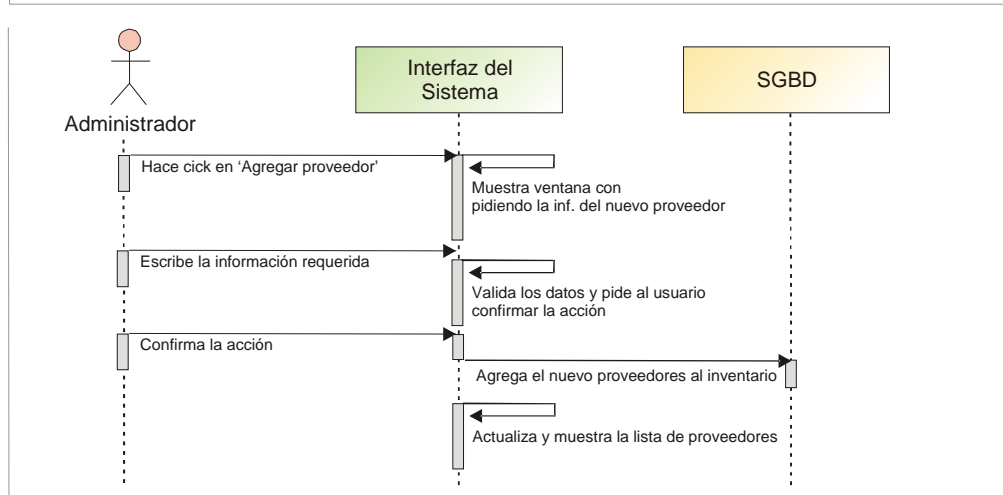 Administrador
Interfaz del
Sistema
SGBD
Hace cick en ‘Agregar proveedor’
Muestra ventana con
pidiendo la inf. del nuevo proveedor
Escribe la información requerida
Valida los datos y pide al usuario
confirmar la acción
Confirma la acción
Agrega el nuevo proveedores al inventario
Actualiza y muestra la lista de proveedores